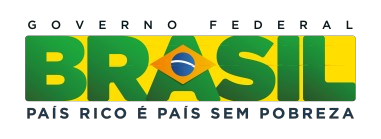 GOVERNO FEDERAL
BRASIL
PAÍS RICO É PAÍS SEM POBREZA